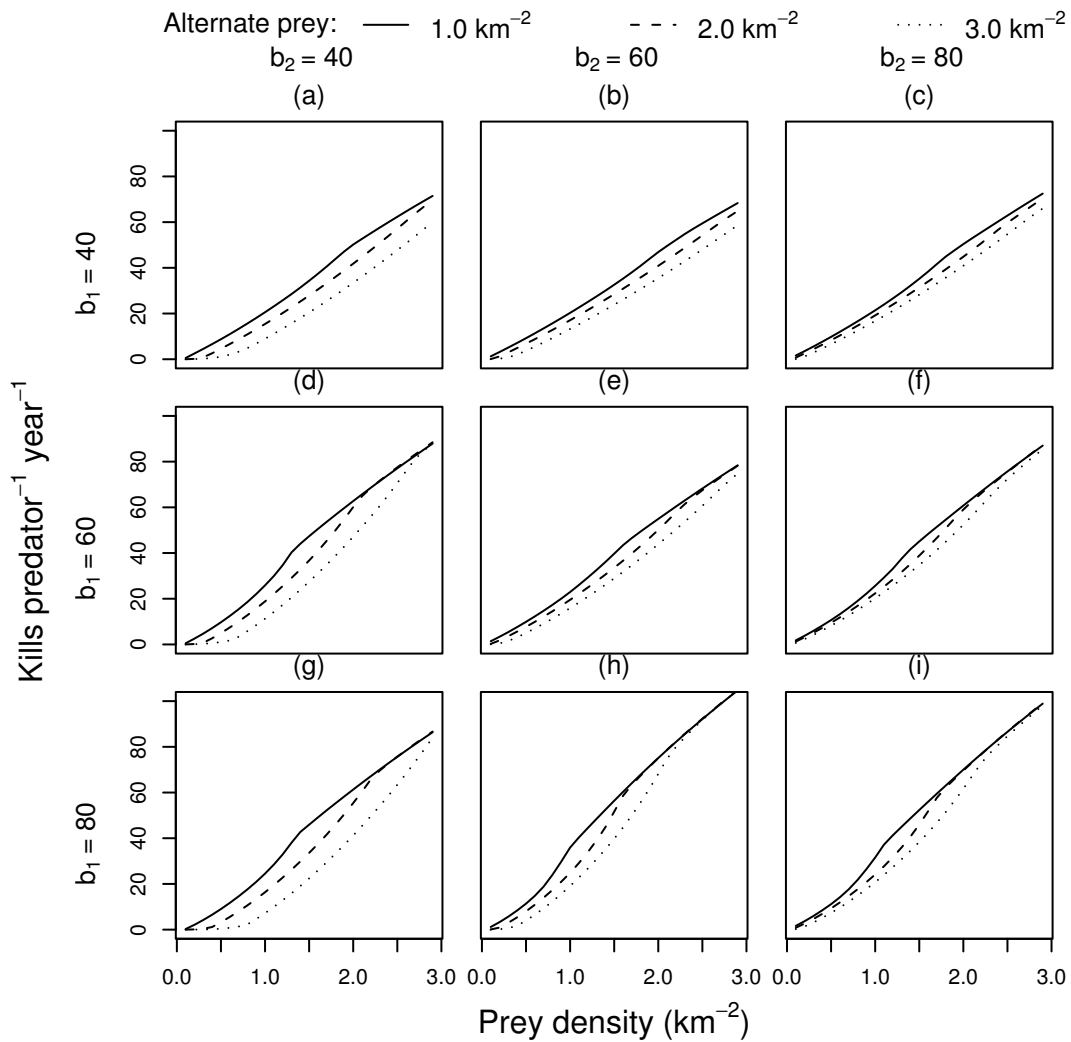 Alternate prey: 1.0 km⁻² 2.0 km⁻² 3.0 km⁻²
b₂ = 40 b₂ = 60 b₂ = 80
(a) (b) (c)
80
60
40
20
0
b₁ = 40
(d) (e) (f)
80
60
40
20
0
b₁ = 60
Kills predator⁻¹ year⁻¹
(g) (h) (i)
80
60
40
20
0
b₁ = 80
0.0 1.0 2.0 3.0 0.0 1.0 2.0 3.0 0.0 1.0 2.0 3.0
Prey density (km⁻²)